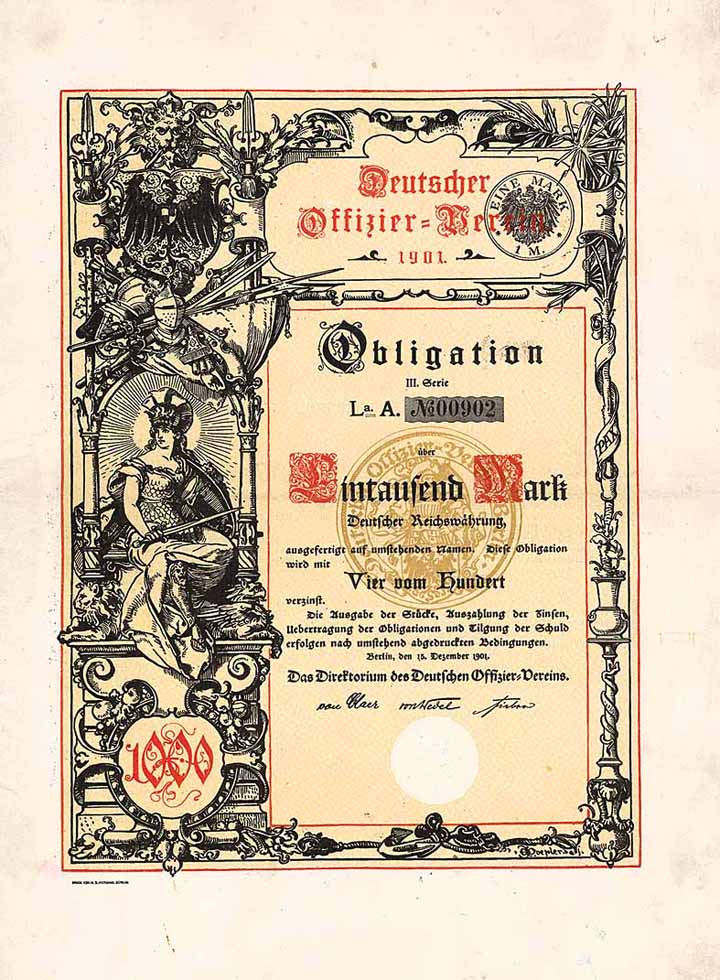 Deutscher
Offizier=Verein
1901.
EINE MARK
1 M.
Obligation
III. Serie
La. A. No 00902
über
Eintausend Mark
Deutscher Reichswährung,
ausgefertigt auf umstehenden Namen. Diese Obligation
wird mit
Vier vom Hundert
verzinst.
Die Ausgabe der Stücke, Auszahlung der Zinsen,
Uebertragung der Obligationen und Tilgung der Schuld
erfolgen nach umstehend abgedruckten Bedingungen.
Berlin, den 15. Dezember 1901.
Das Direktorium des Deutschen Offizier-Vereins.
1000